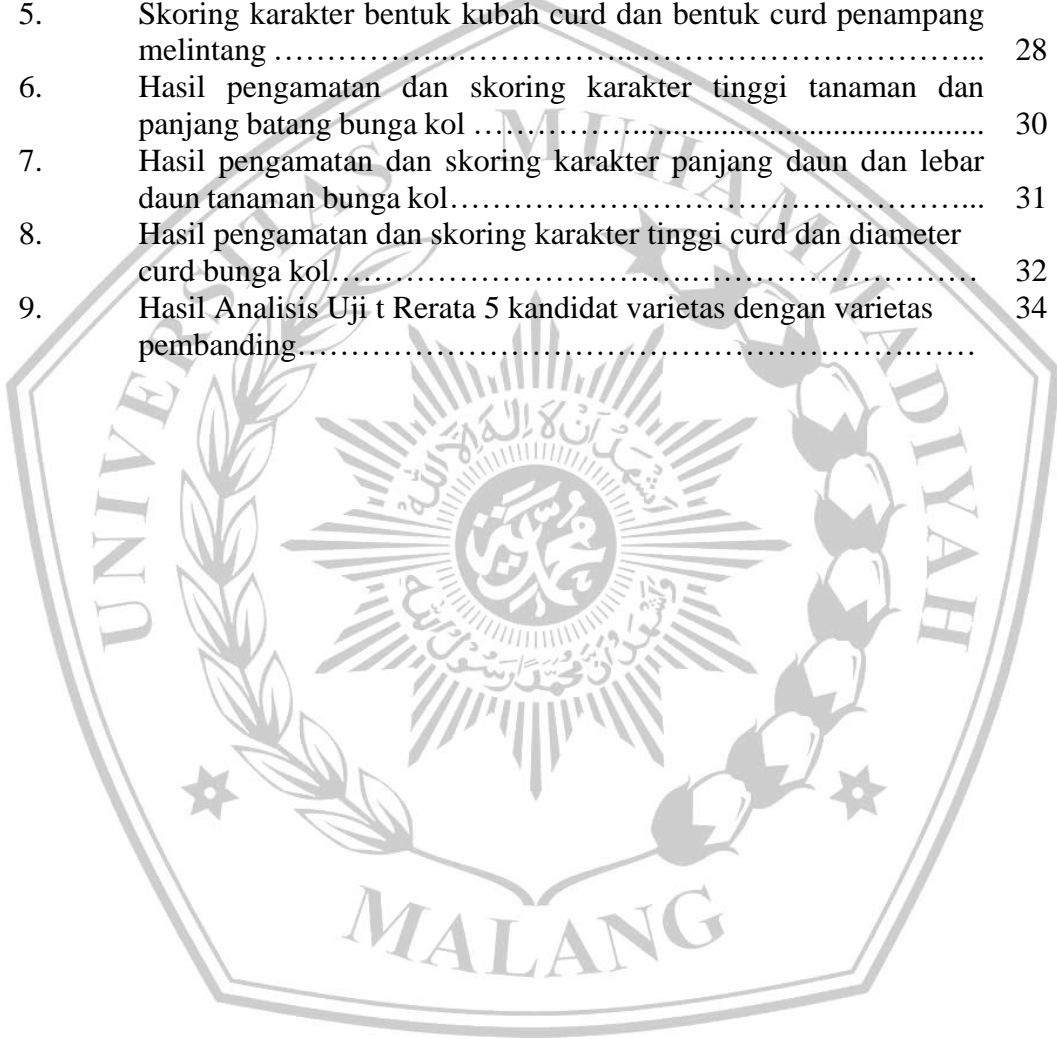 5. Skoring karakter bentuk kubah curd dan bentuk curd penampang
melintang ……………...……………...………………………….. 28
6. Hasil pengamatan dan skoring karakter tinggi tanaman dan
panjang batang bunga kol ……………................................................ 30
7. Hasil pengamatan dan skoring karakter panjang daun dan lebar
daun tanaman bunga kol…………………………………………... 31
8. Hasil pengamatan dan skoring karakter tinggi curd dan diameter
curd bunga kol……………………………………………………… 32
9. Hasil Analisis Uji t Rerata 5 kandidat varietas dengan varietas 34
pembanding………………………………………………….……
UNIVERSITAS MUHAMMADIYAH
MALANG